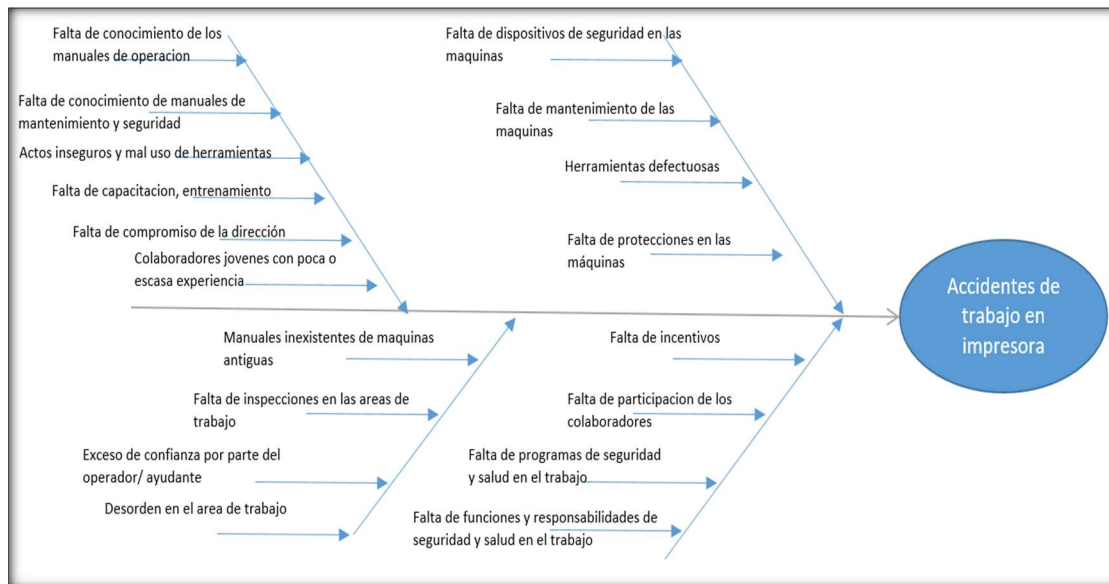 Falta de conocimiento de los
manuales de operacion
Falta de conocimiento de manuales de
mantenimiento y seguridad
Actos inseguros y mal uso de herramientas
Falta de capacitacion, entrenamiento
Falta de compromiso de la dirección
Colaboradores jovenes con poca o
escasa experiencia
Falta de dispositivos de seguridad en las
maquinas
Falta de mantenimiento de las
maquinas
Herramientas defectuosas
Falta de protecciones en las
máquinas
Accidentes de
trabajo en
impresora
Manuales inexistentes de maquinas
antiguas
Falta de inspecciones en las areas de
trabajo
Exceso de confianza por parte del
operador/ ayudante
Desorden en el area de trabajo
Falta de incentivos
Falta de participacion de los
colaboradores
Falta de programas de seguridad
y salud en el trabajo
Falta de funciones y responsabilidades de
seguridad y salud en el trabajo